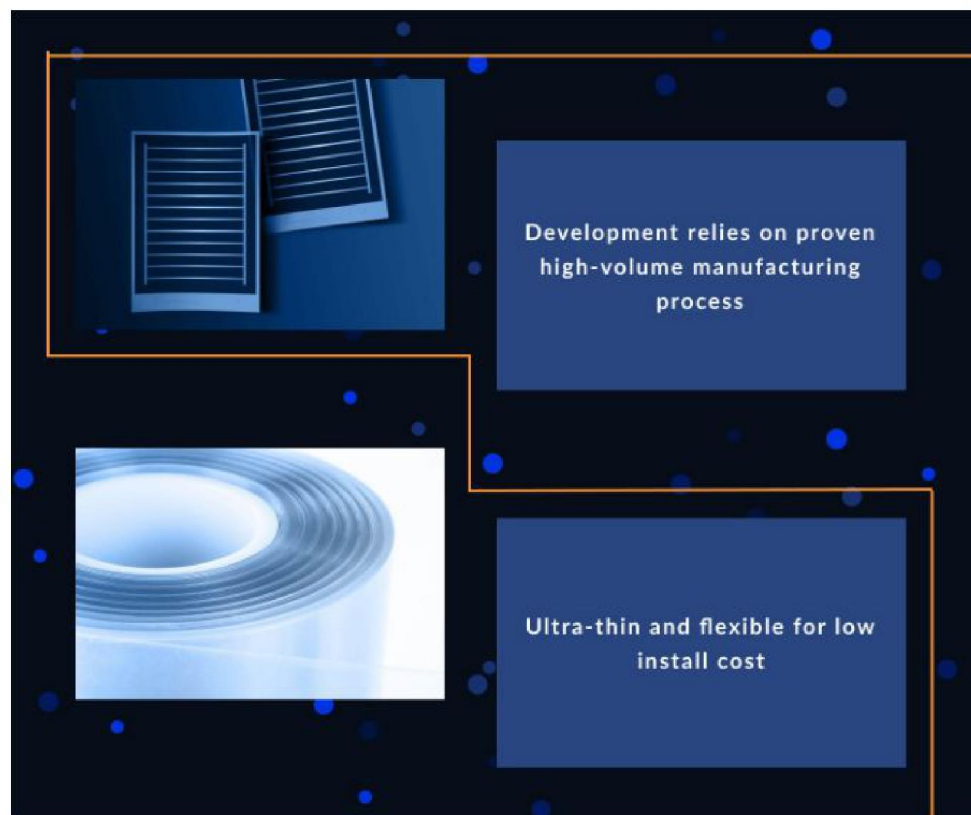 Development relies on proven
high-volume manufacturing
process
Ultra-thin and flexible for low
install cost